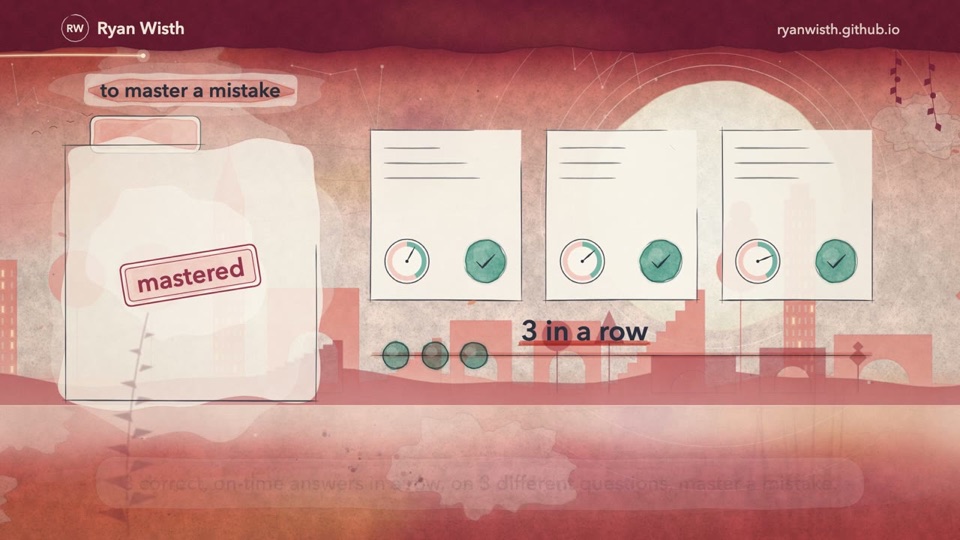 RW Ryan Wisth
ryanwisth.github.io
to master a mistake
mastered
3 in a row
3 correct, on-time answers in a row, on 3 different questions, master a mistake.